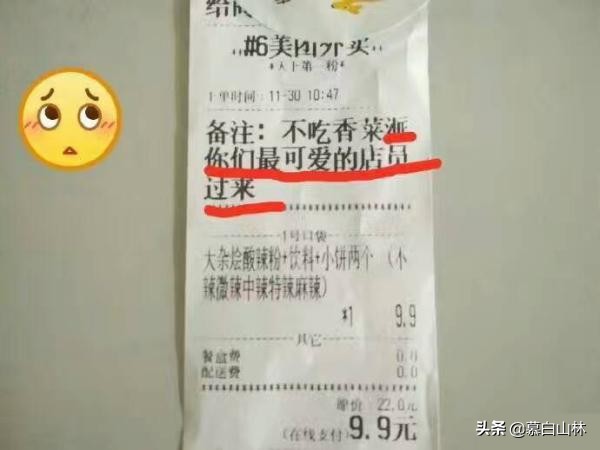 #6美团外卖
*天下第一粉*
下单时间: 11-30 10:47
备注: 不吃香菜派
你们最可爱的店员
过来
1号口袋
大杂烩酸辣粉+饮料+小饼两个 (不
辣微辣中辣特辣麻辣)
*1 9.9
其它
餐盒费 0.0
配送费 0.0
原价: 22.0元
(在线支付) 9.9元
头条 @慕白山林